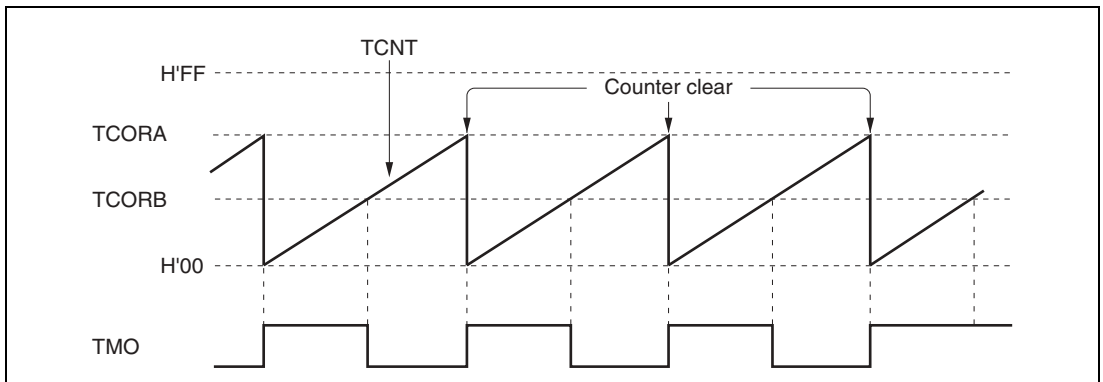 TCNT
H'FF
Counter clear
TCORA
TCORB
H'00
TMO